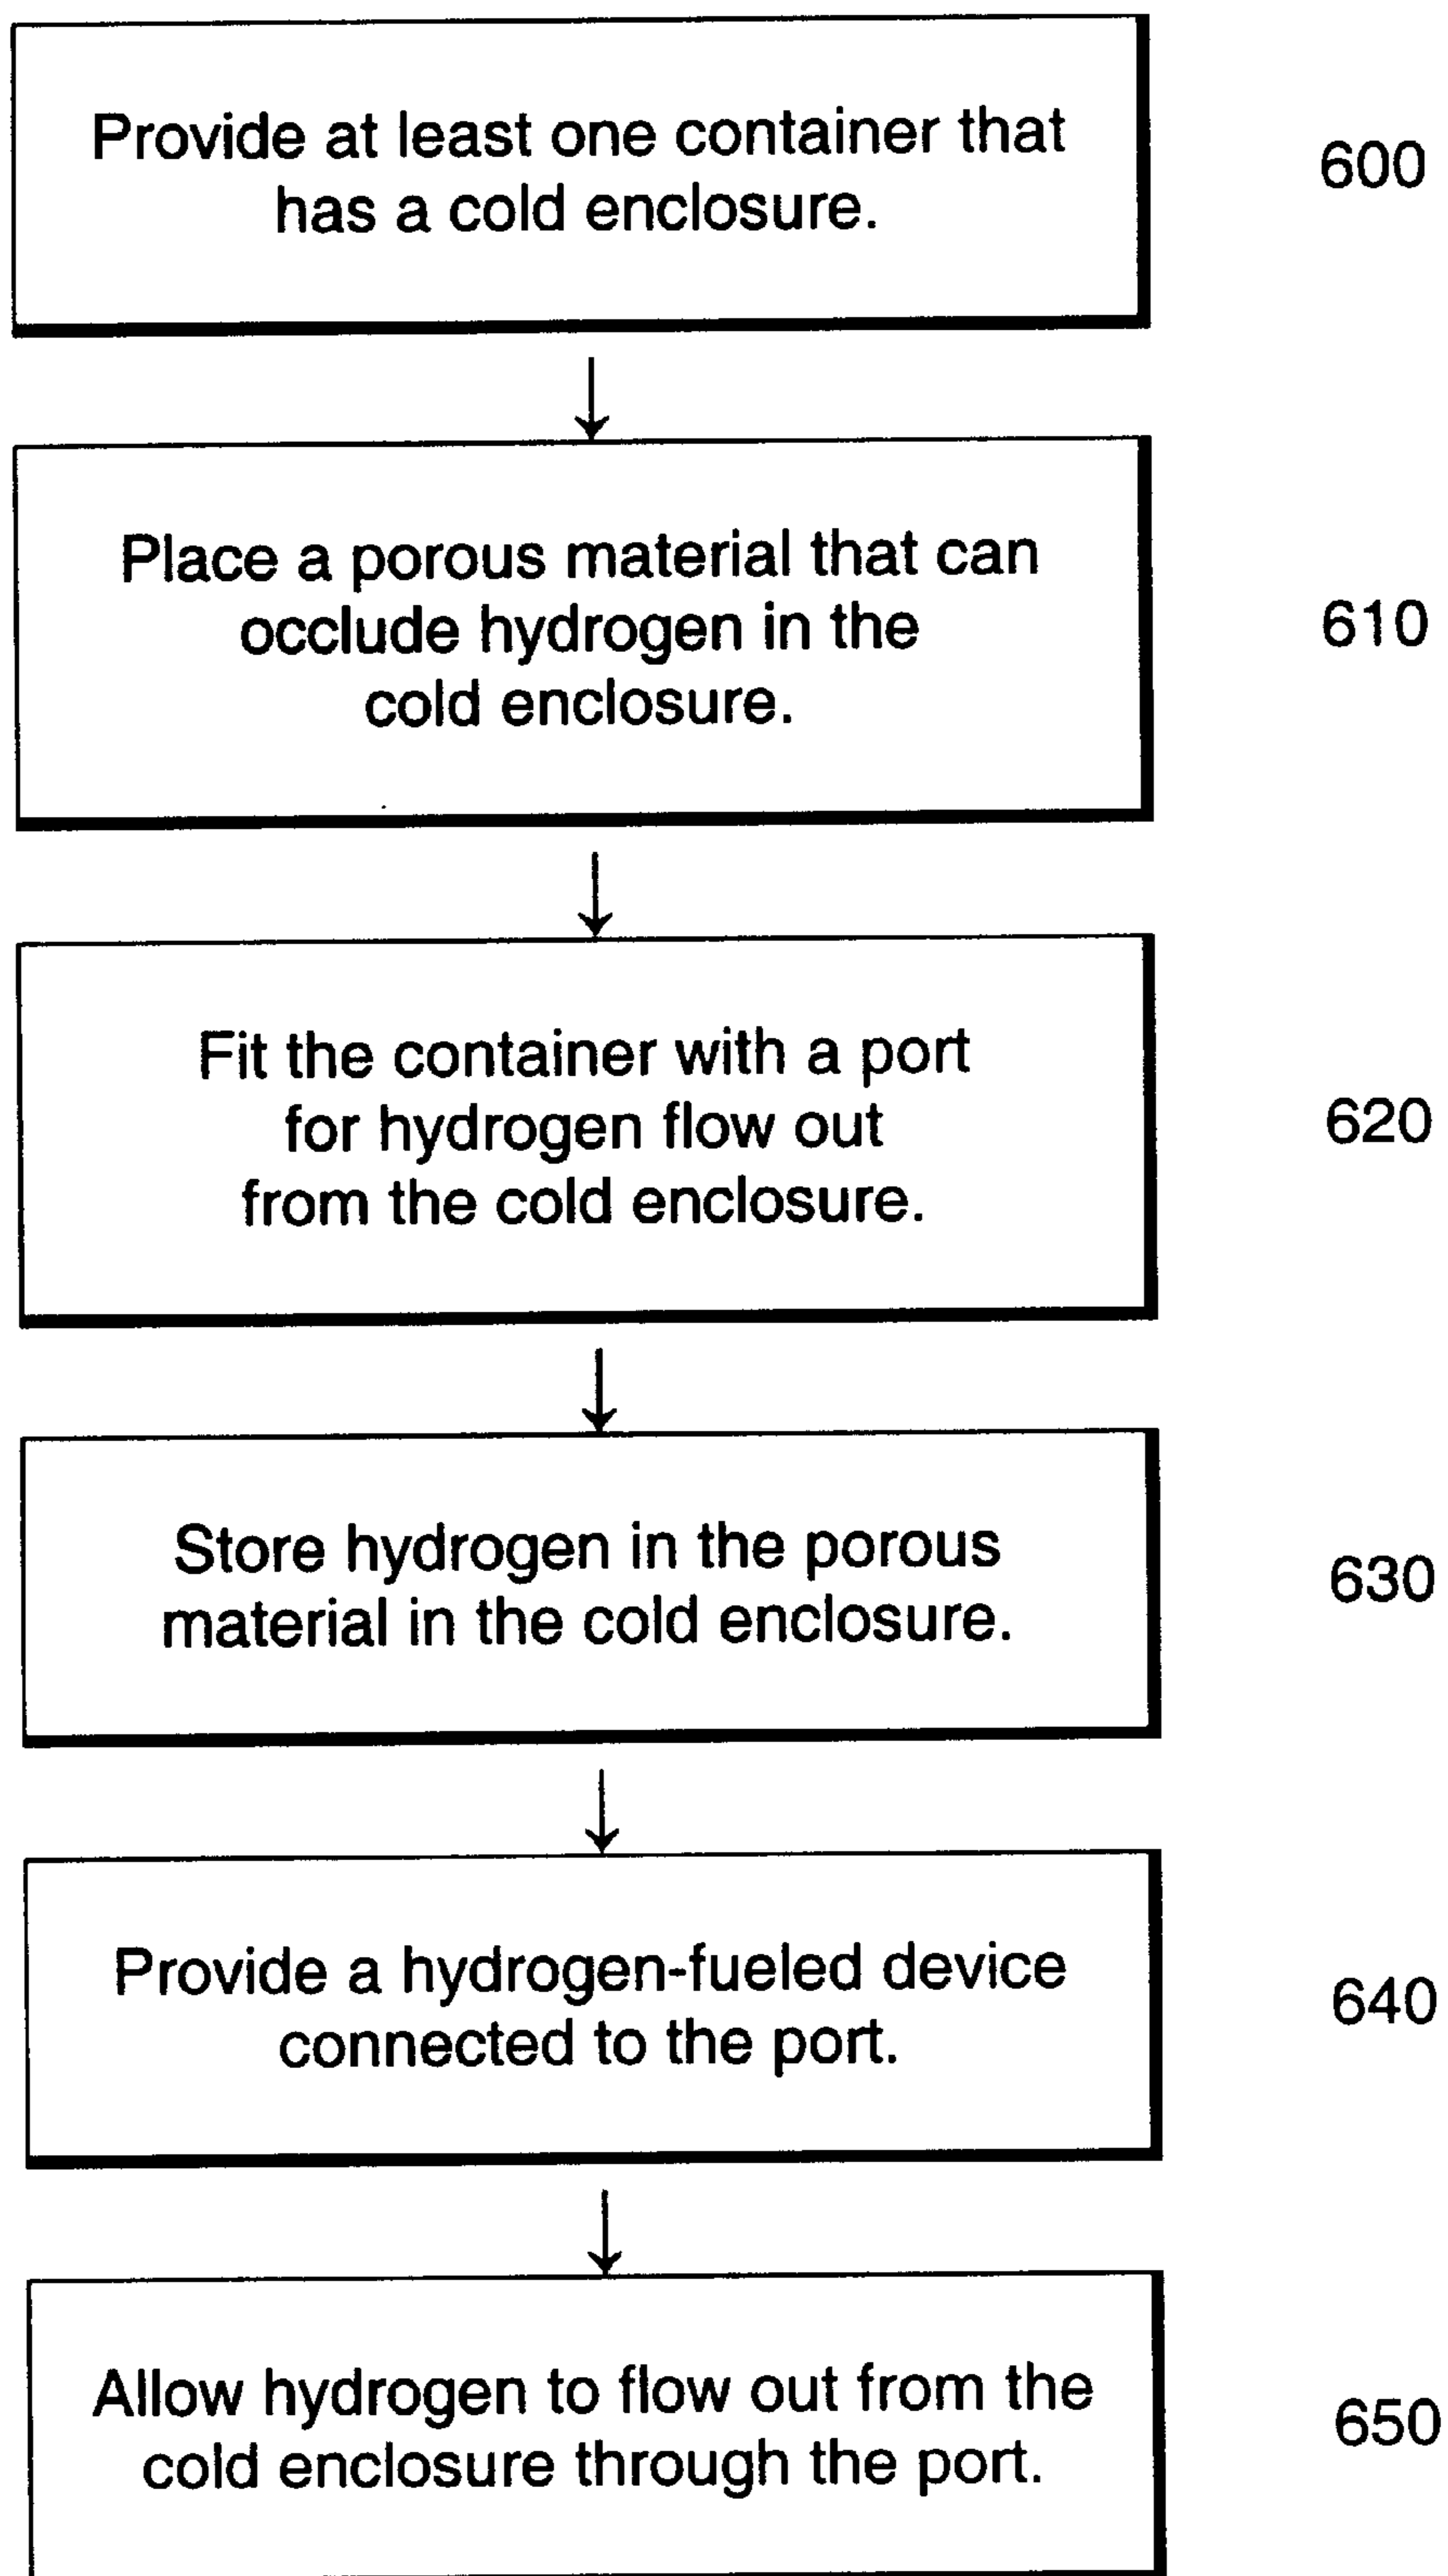 Provide at least one container that
has a cold enclosure.
600
Place a porous material that can
occlude hydrogen in the
cold enclosure.
610
Fit the container with a port
for hydrogen flow out
from the cold enclosure.
620
Store hydrogen in the porous
material in the cold enclosure.
630
Provide a hydrogen-fueled device
connected to the port.
640
Allow hydrogen to flow out from the
cold enclosure through the port.
650